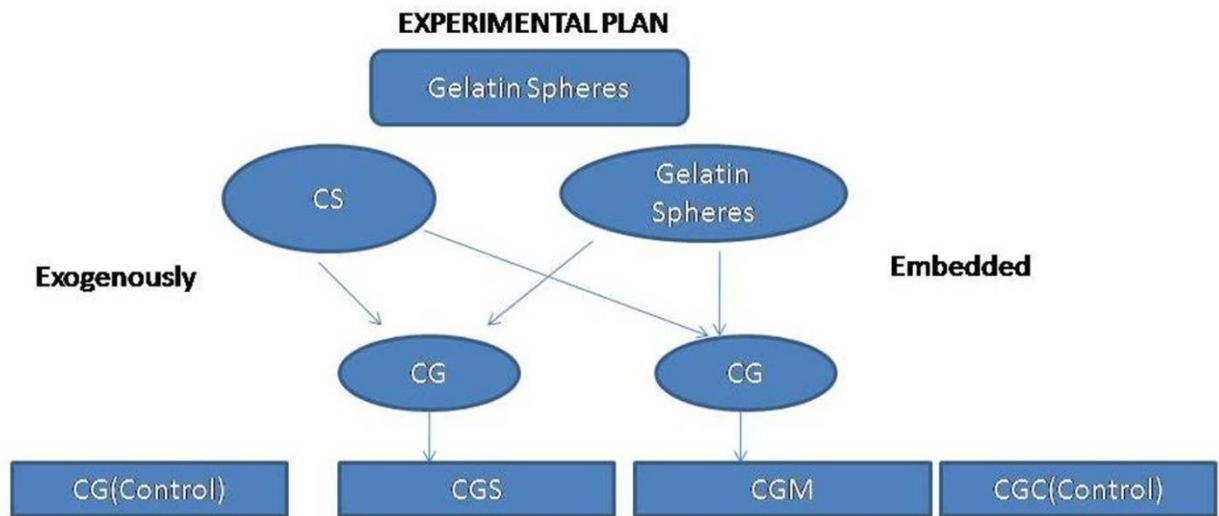 EXPERIMENTAL PLAN
Gelatin Spheres
CS
Gelatin
Spheres
Exogenously
Embedded
CG
CG
CG(Control)
CGS
CGM
CGC(Control)